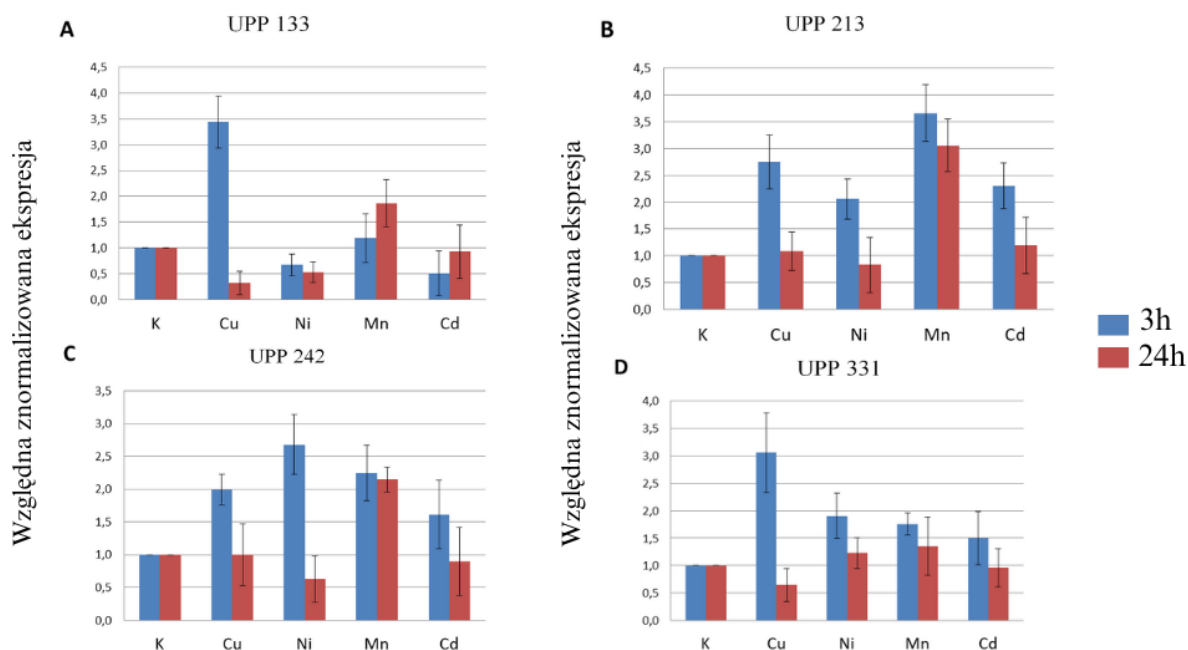 A
UPP 133
Względna znormalizowana ekspresja
4,5
4,0
3,5
3,0
2,5
2,0
1,5
1,0
0,5
0,0
K Cu Ni Mn Cd
B
UPP 213
Względna znormalizowana ekspresja
4,5
4,0
3,5
3,0
2,5
2,0
1,5
1,0
0,5
0,0
K Cu Ni Mn Cd
3h
24h
C
UPP 242
3,5
3,0
2,5
2,0
1,5
1,0
0,5
0,0
K Cu Ni Mn Cd
D
UPP 331
4,0
3,5
3,0
2,5
2,0
1,5
1,0
0,5
0,0
K Cu Ni Mn Cd